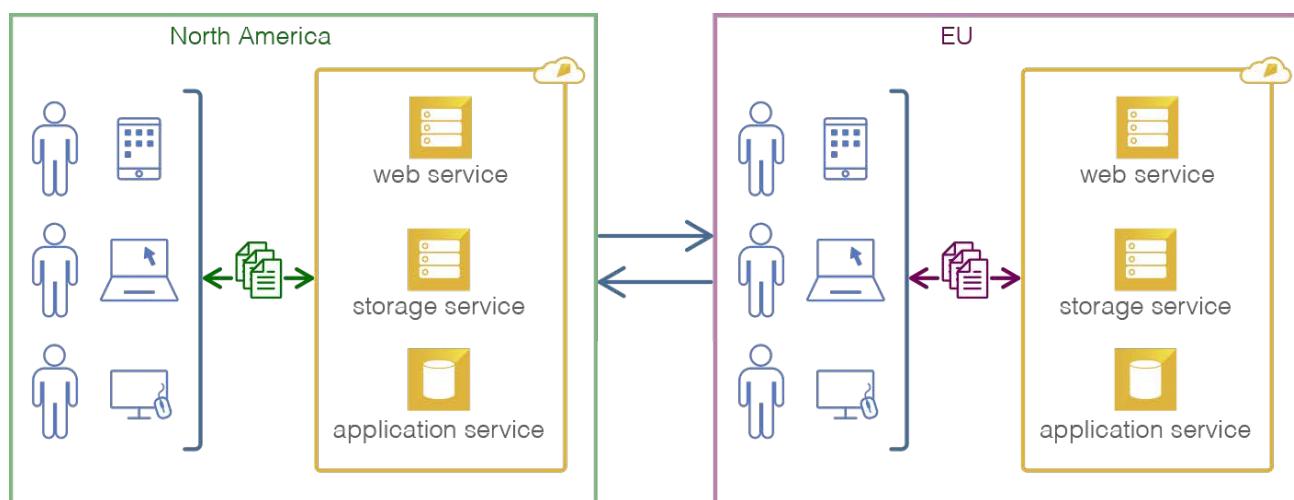 North America
web service
storage service
application service
EU
web service
storage service
application service